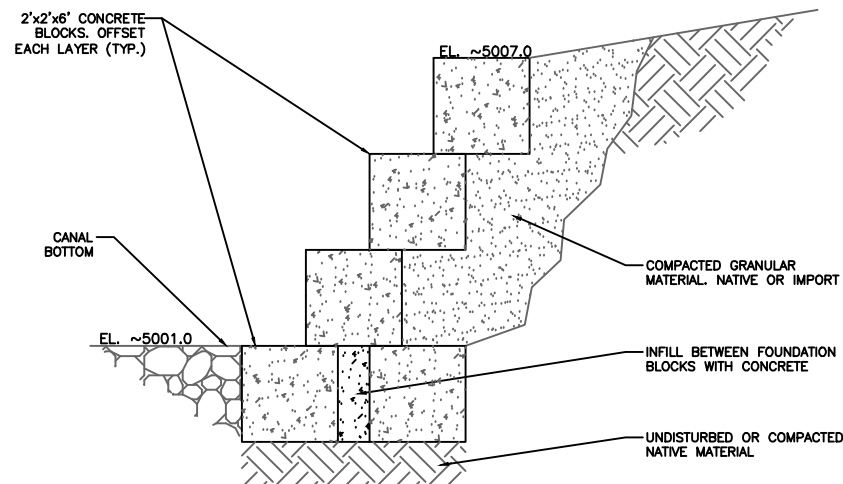 2'x2'x6' CONCRETE
BLOCKS. OFFSET
EACH LAYER (TYP.)
EL. ~5007.0
CANAL
BOTTOM
COMPACTED GRANULAR
MATERIAL. NATIVE OR IMPORT
EL. ~5001.0
INFILL BETWEEN FOUNDATION
BLOCKS WITH CONCRETE
UNDISTURBED OR COMPACTED
NATIVE MATERIAL